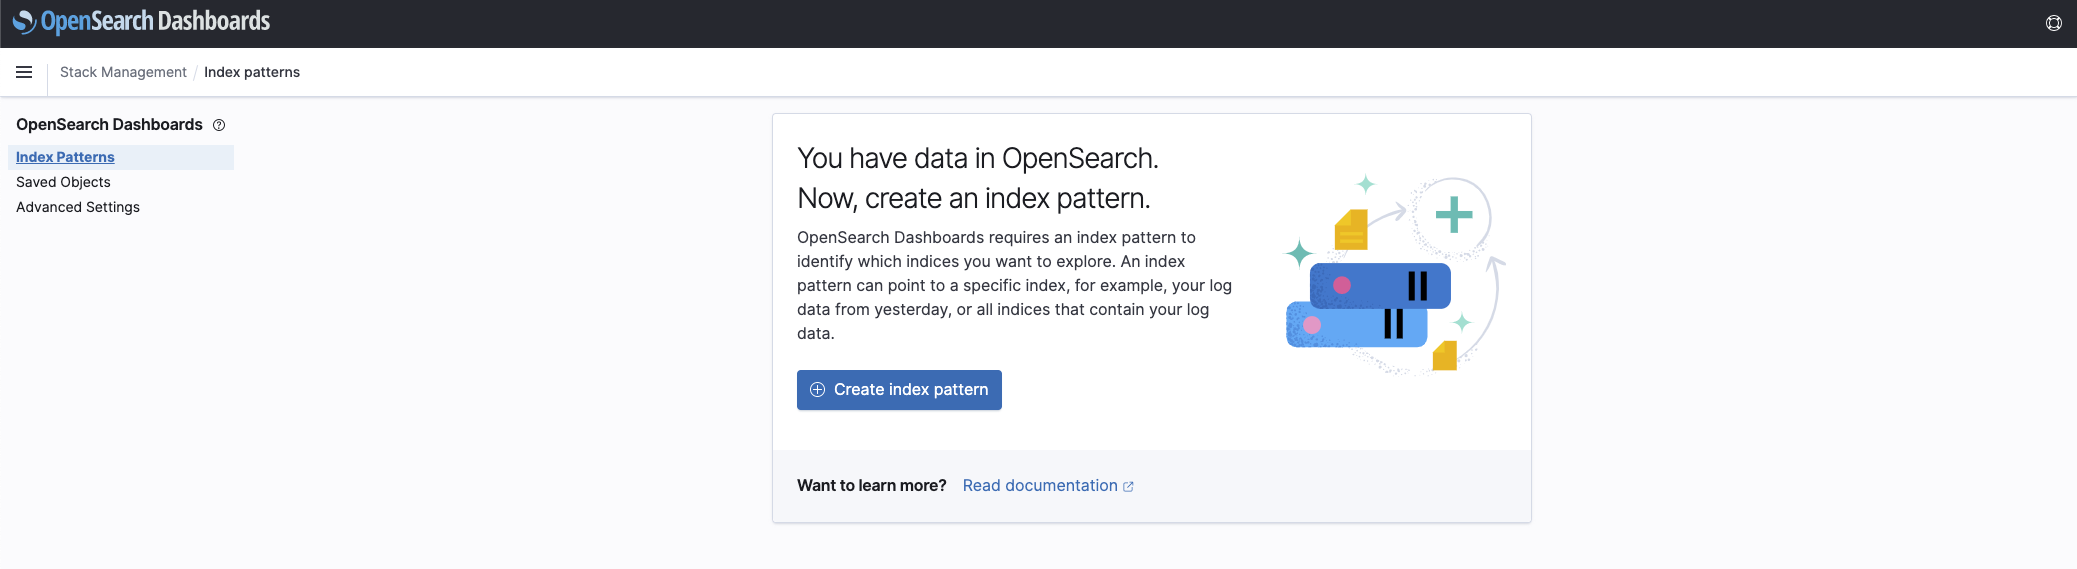 OpenSearch Dashboards
Stack Management / Index patterns
OpenSearch Dashboards
Index Patterns
Saved Objects
Advanced Settings
You have data in OpenSearch.
Now, create an index pattern.
OpenSearch Dashboards requires an index pattern to
identify which indices you want to explore. An index
pattern can point to a specific index, for example, your log
data from yesterday, or all indices that contain your log
data.
Create index pattern
Want to learn more? Read documentation